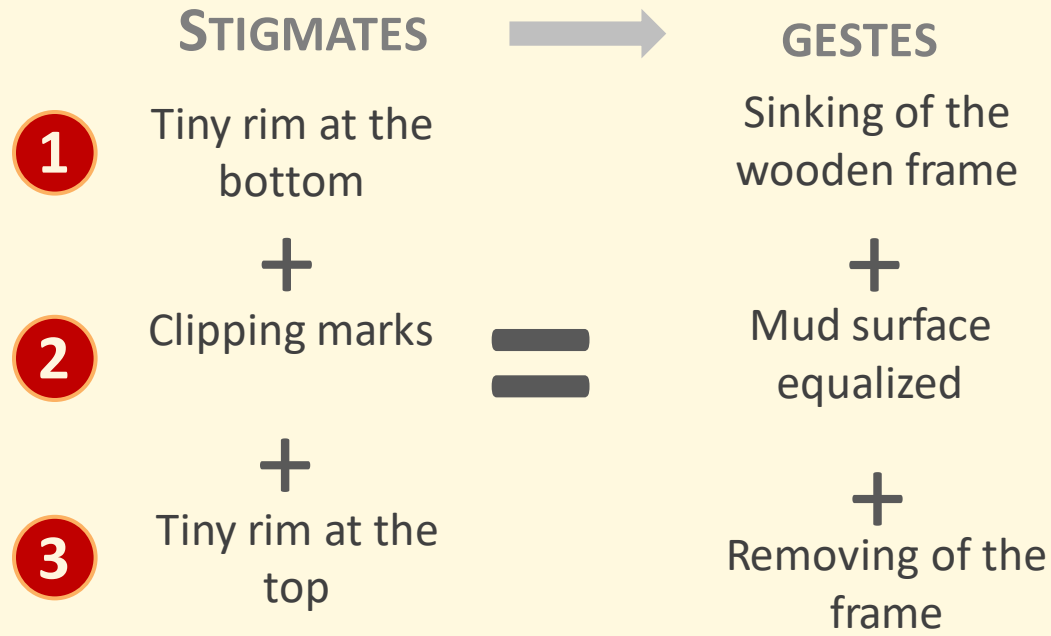 STIGMATES
GESTES
1
Tiny rim at the
bottom
Sinking of the
wooden frame
+
+
2
Clipping marks
=
Mud surface
equalized
+
+
3
Tiny rim at the
top
Removing of the
frame